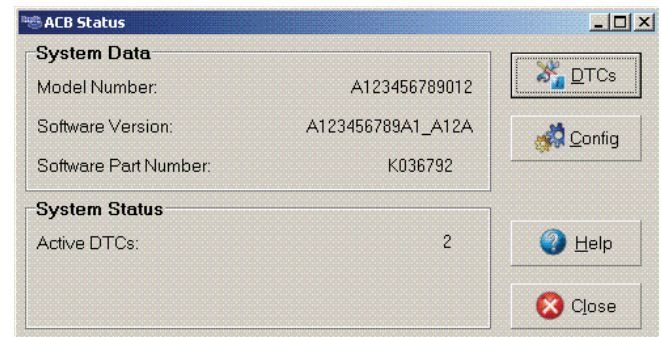 ACB Status
System Data
Model Number: A123456789012
Software Version: A123456789A1_A12A
Software Part Number: K036792
System Status
Active DTCs: 2
DTCs
Config
Help
Close